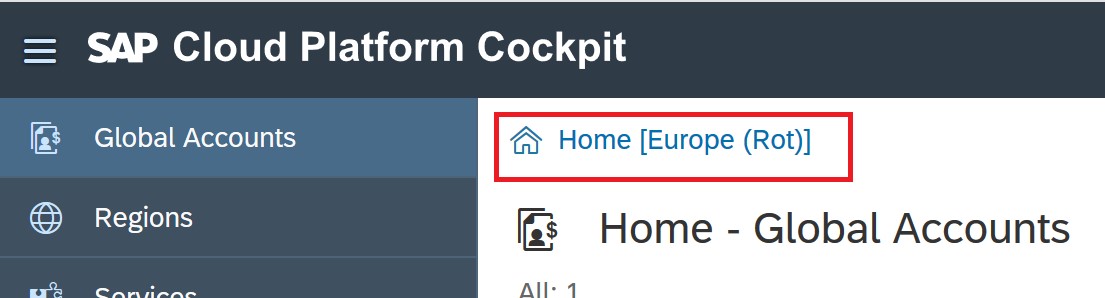 SAP Cloud Platform Cockpit
Global Accounts
Home [Europe (Rot)]
Regions
Home - Global Accounts
Services
All: 1